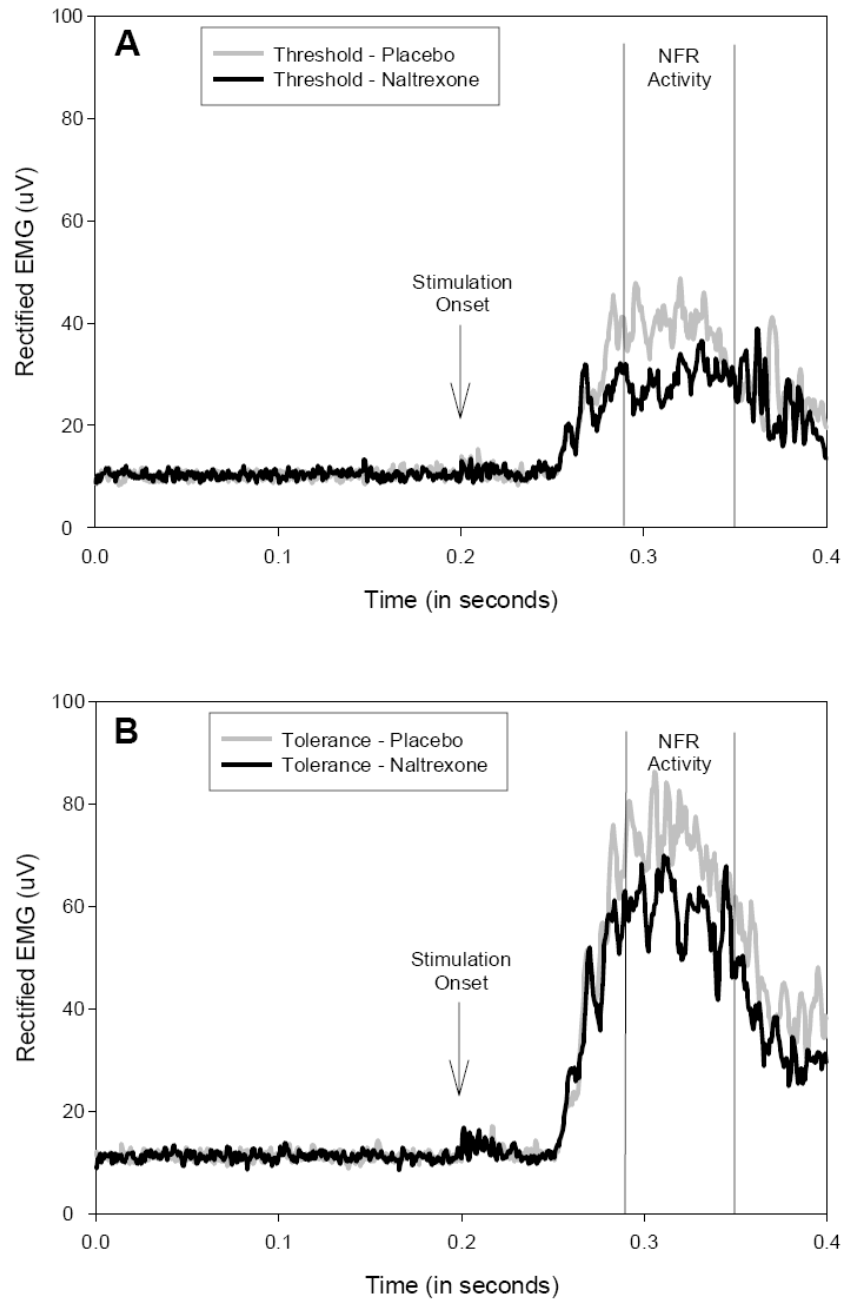 A
Threshold - Placebo
Threshold - Naltrexone
NFR
Activity
Stimulation
Onset
Rectified EMG (uV)
100
80
60
40
20
0
0.0
0.1
0.2
0.3
0.4
Time (in seconds)
B
Tolerance - Placebo
Tolerance - Naltrexone
NFR
Activity
Stimulation
Onset
Rectified EMG (uV)
100
80
60
40
20
0
0.0
0.1
0.2
0.3
0.4
Time (in seconds)